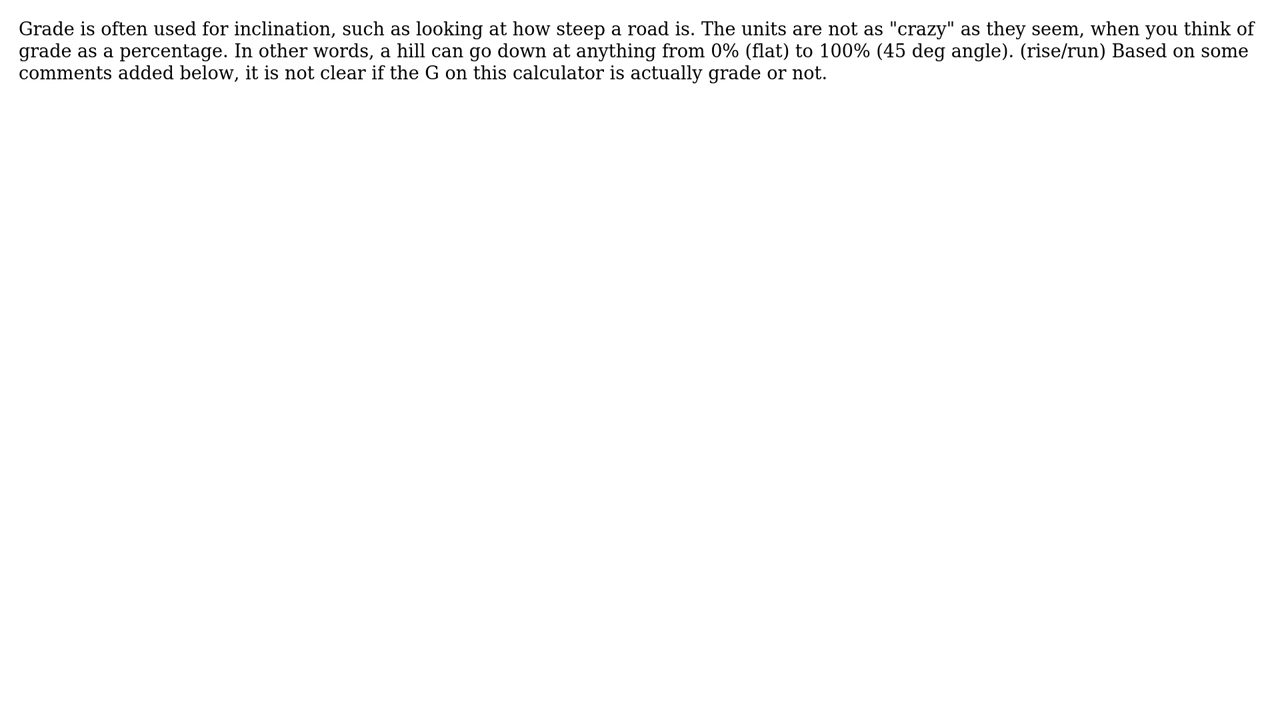 Grade is often used for inclination, such as looking at how steep a road is. The units are not as "crazy" as they seem, when you think of
grade as a percentage. In other words, a hill can go down at anything from 0% (flat) to 100% (45 deg angle). (rise/run) Based on some
comments added below, it is not clear if the G on this calculator is actually grade or not.